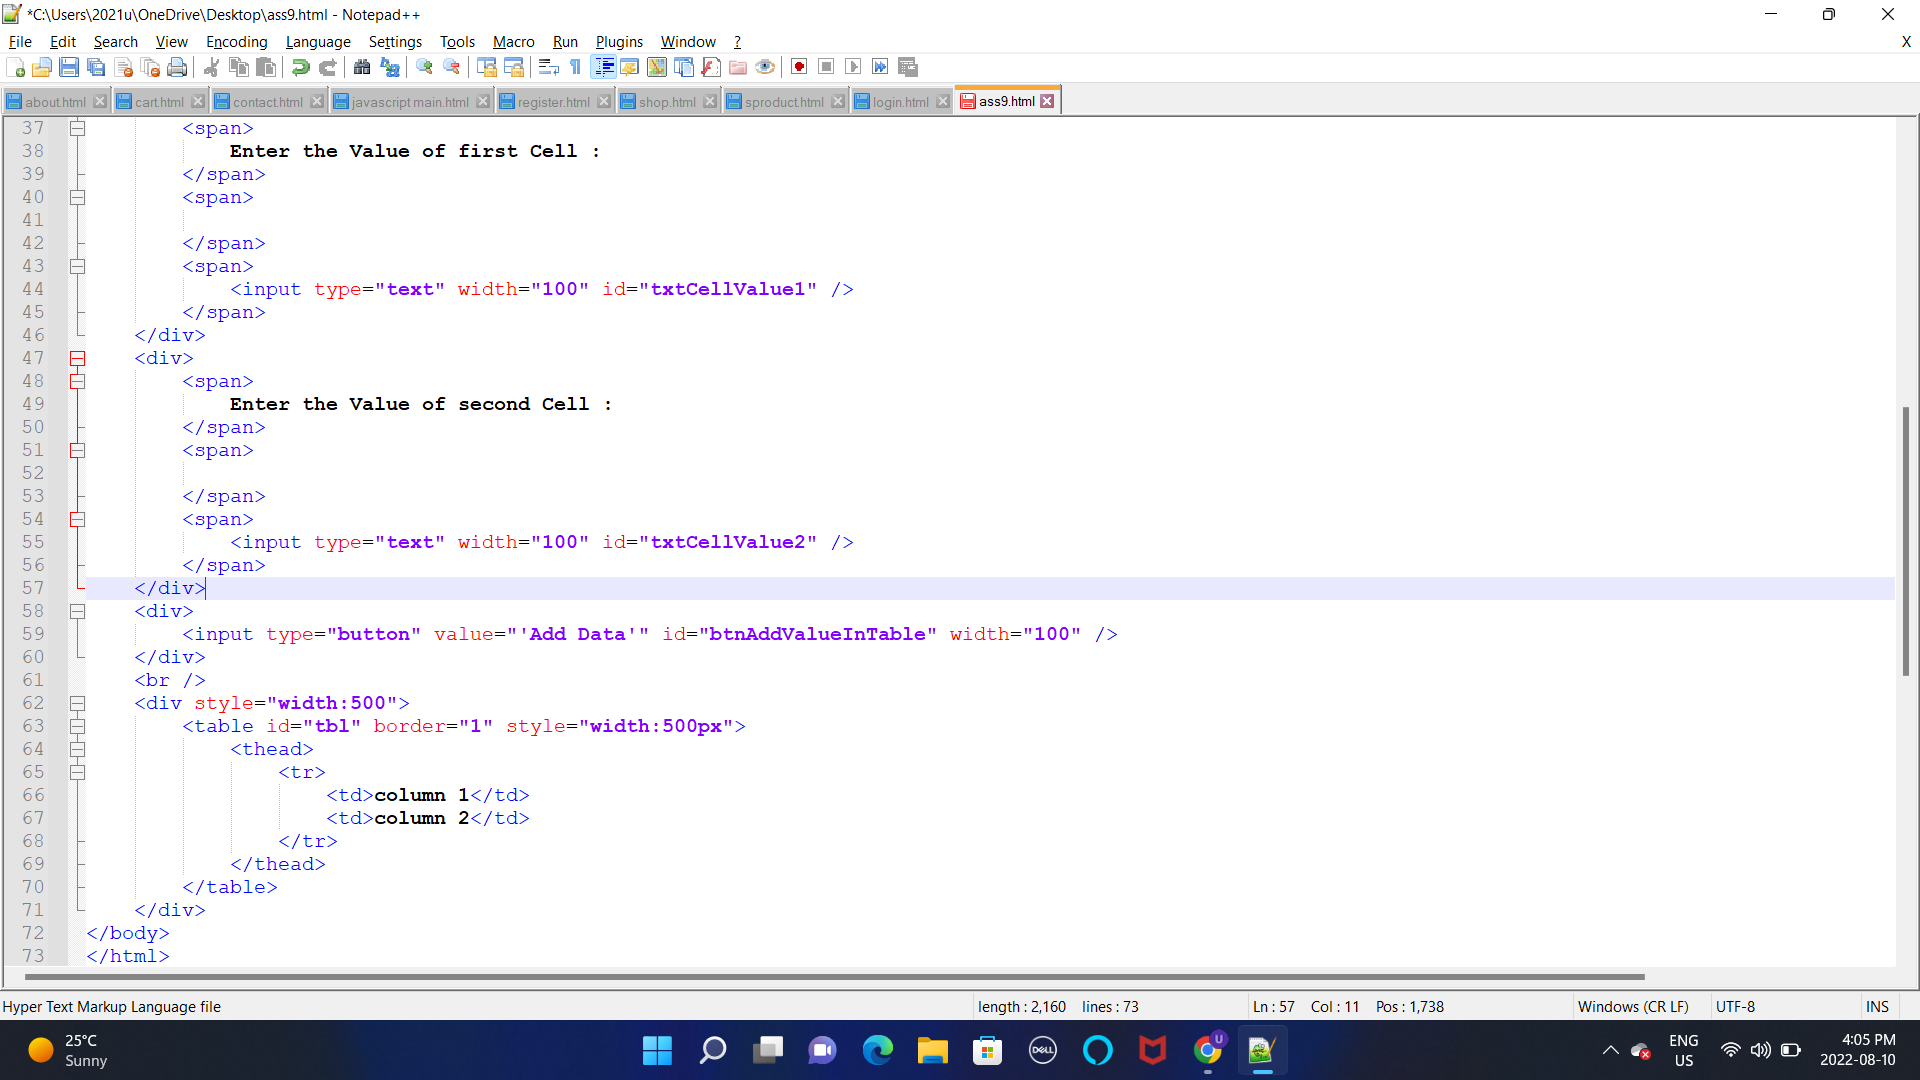 *C:\Users\2021u\OneDrive\Desktop\ass9.html - Notepad++
File Edit Search View Encoding Language Settings Tools Macro Run Plugins Window ? X
about.html cart.html contact.html javascript main.html register.html shop.html sproduct.html login.html ass9.html
37 <span>
38 Enter the Value of first Cell :
39 </span>
40 <span>
41
42 </span>
43 <span>
44 <input type="text" width="100" id="txtCellValue1" />
45 </span>
46 </div>
47 <div>
48 <span>
49 Enter the Value of second Cell :
50 </span>
51 <span>
52
53 </span>
54 <span>
55 <input type="text" width="100" id="txtCellValue2" />
56 </span>
57 </div>
58 <div>
59 <input type="button" value="'Add Data'" id="btnAddValueInTable" width="100" />
60 </div>
61 <br />
62 <div style="width:500">
63 <table id="tbl" border="1" style="width:500px">
64 <thead>
65 <tr>
66 <td>column 1</td>
67 <td>column 2</td>
68 </tr>
69 </thead>
70 </table>
71 </div>
72 </body>
73 </html>
Hyper Text Markup Language file length : 2,160 lines : 73 Ln : 57 Col : 11 Pos : 1,738 Windows (CR LF) UTF-8 INS
25°C
Sunny
DELL
U
ENG
US
4:05 PM
2022-08-10